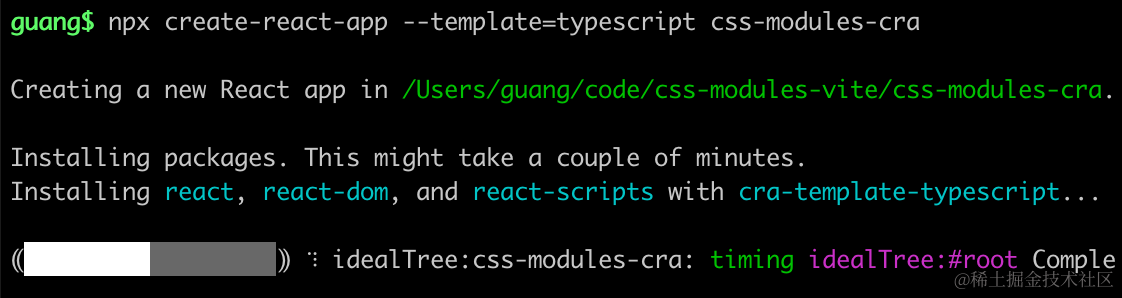 guang$ npx create-react-app --template=typescript css-modules-cra
Creating a new React app in /Users/guang/code/css-modules-vite/css-modules-cra.
Installing packages. This might take a couple of minutes.
Installing react, react-dom, and react-scripts with cra-template-typescript...
(( )) ⠹ idealTree:css-modules-cra: timing idealTree:#root Comple
@稀土掘金技术社区